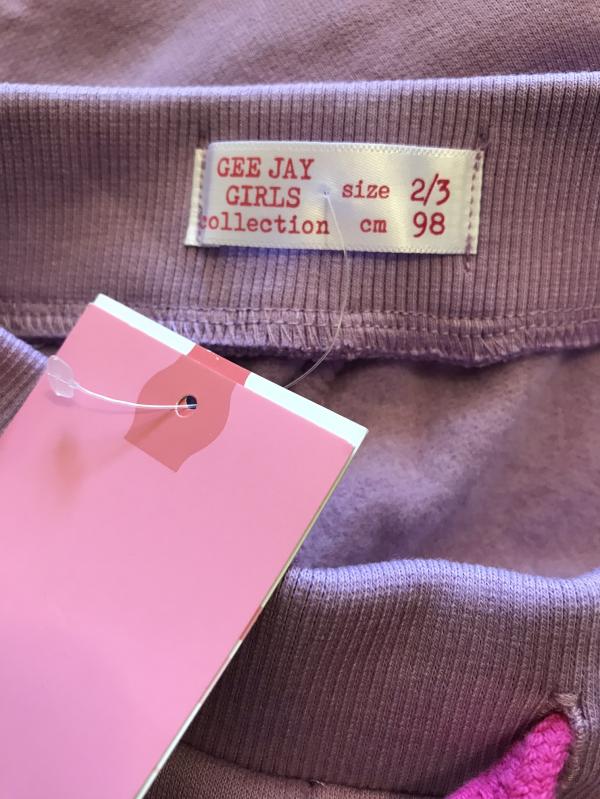 GEE JAY
GIRLS size 2/3
collection cm 98